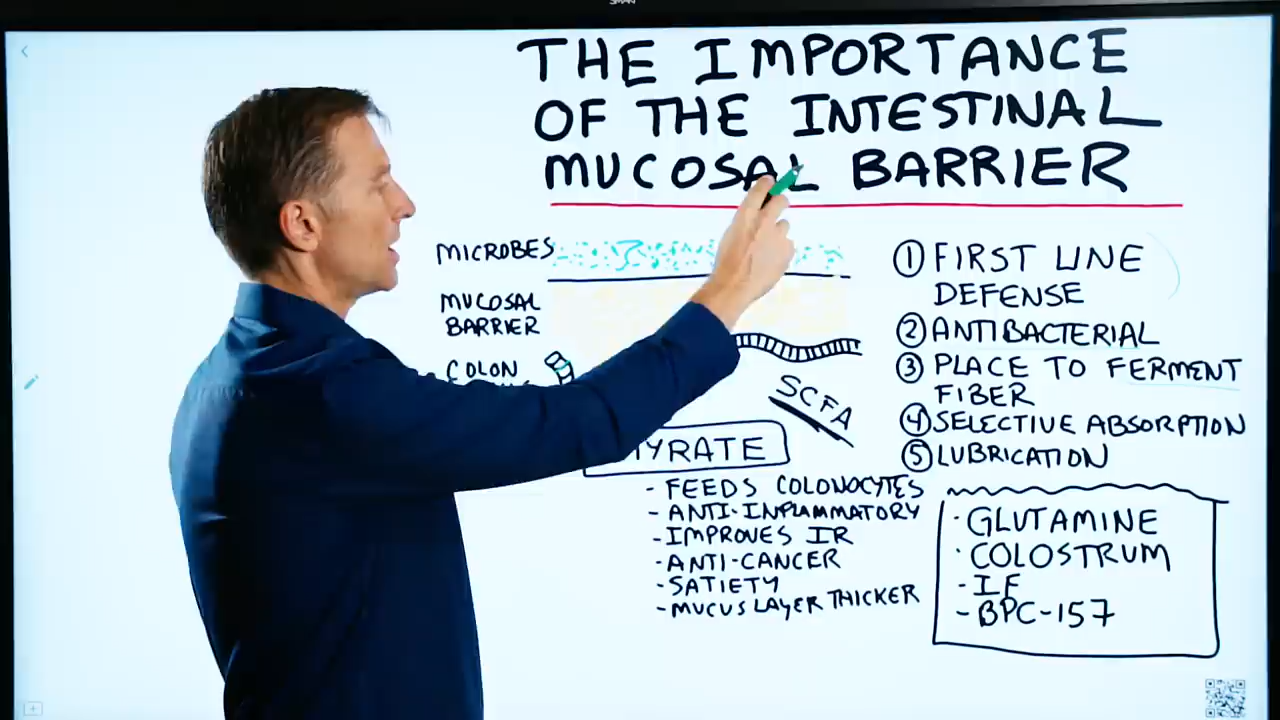 THE IMPORTANCE
OF THE INTESTINAL
MUCOSAL BARRIER
MICROBES
MUCOSAL
BARRIER
COLON
SCFA
- FEEDS COLONOCYTES
- ANTI-INFLAMMATORY
- IMPROVES IR
- ANTI-CANCER
- SATIETY
- MUCUS LAYER THICKER
① FIRST LINE
DEFENSE
② ANTIBACTERIAL
③ PLACE TO FERMENT
FIBER
④ SELECTIVE ABSORPTION
⑤ LUBRICATION
· GLUTAMINE
· COLOSTRUM
- IF
- BPC-157